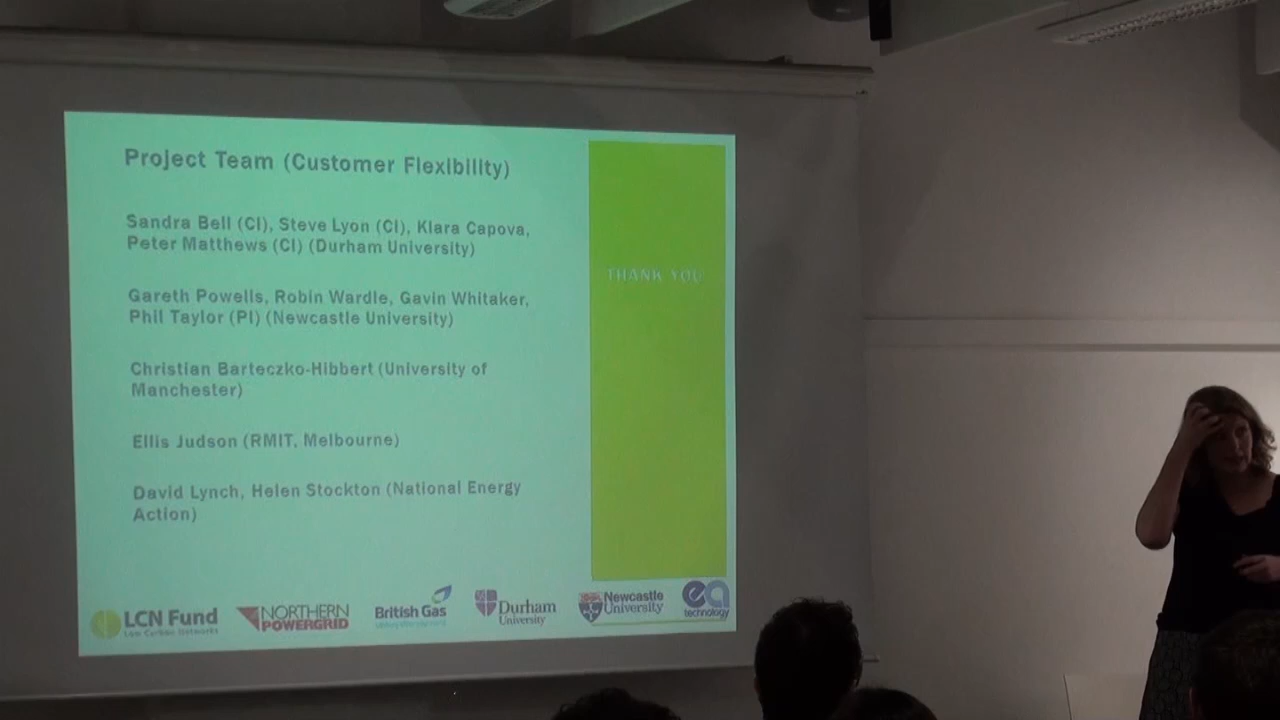 Project Team (Customer Flexibility)
Sandra Bell (CI), Steve Lyon (CI), Klara Capova,
Peter Matthews (CI) (Durham University)
Gareth Powells, Robin Wardle, Gavin Whitaker,
Phil Taylor (PI) (Newcastle University)
Christian Barteczko-Hibbert (University of
Manchester)
Ellis Judson (RMIT, Melbourne)
David Lynch, Helen Stockton (National Energy
Action)
THANK YOU
LCN Fund
Low Carbon Networks
NORTHERN
POWERGRID
British Gas
Durham
University
Newcastle
University
ea
technology